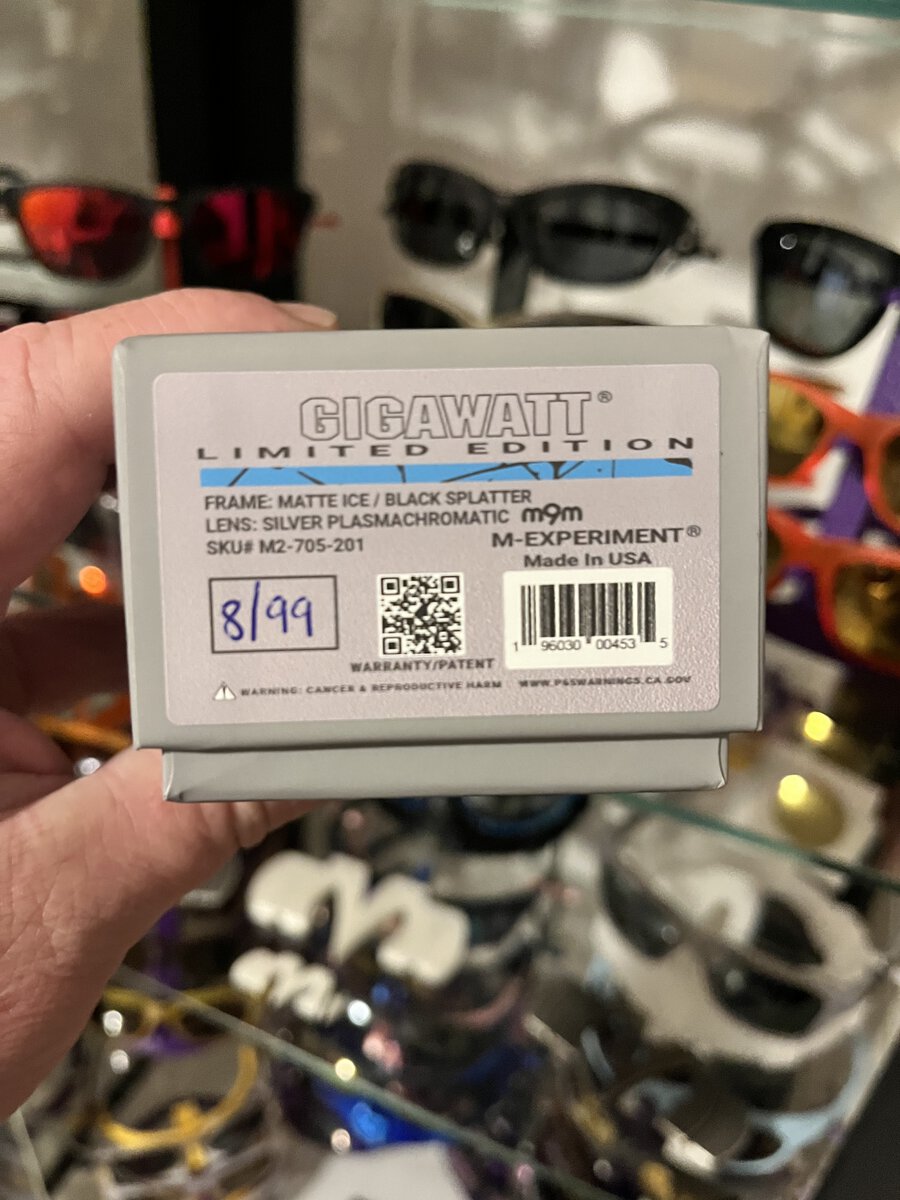 GIGAWATT®
LIMITED EDITION
FRAME: MATTE ICE / BLACK SPLATTER
LENS: SILVER PLASMACHROMATIC m9m
SKU# M2-705-201
M-EXPERIMENT®
Made In USA
8/99
1 96030 00453 5
WARRANTY/PATENT
WARNING: CANCER & REPRODUCTIVE HARM WWW.P65WARNINGS.CA.GOV